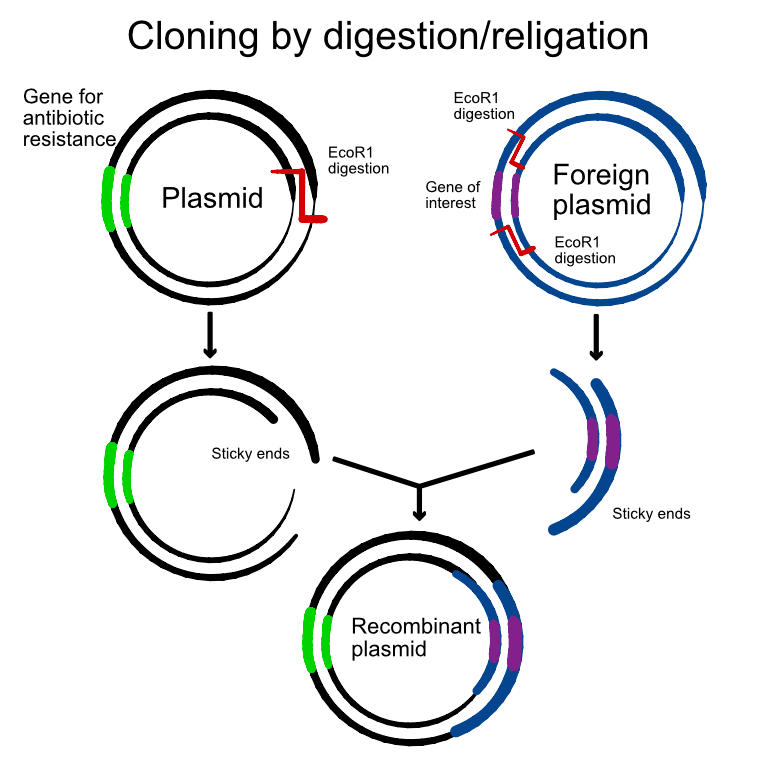 Cloning by digestion/religation
Gene for
antibiotic
resistance
EcoR1
digestion
Plasmid
EcoR1
digestion
Gene of
interest
Foreign
plasmid
EcoR1
digestion
Sticky ends
Sticky ends
Recombinant
plasmid